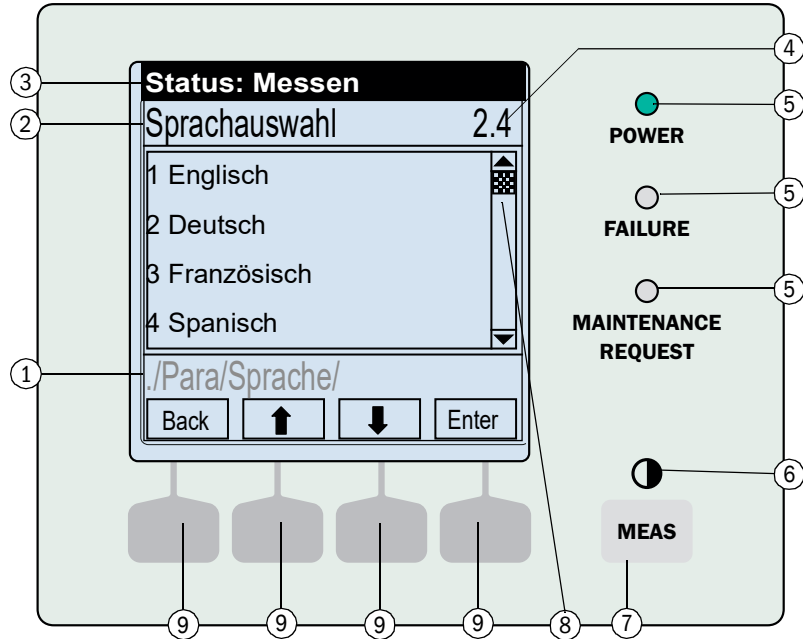 Status: Messen
Sprachauswahl 2.4
1 Englisch
2 Deutsch
3 Französisch
4 Spanisch
./Para/Sprache/
Back Enter
POWER
FAILURE
MAINTENANCE
REQUEST
MEAS
3
2
1
4
5
5
5
6
7
8
9 9 9 9